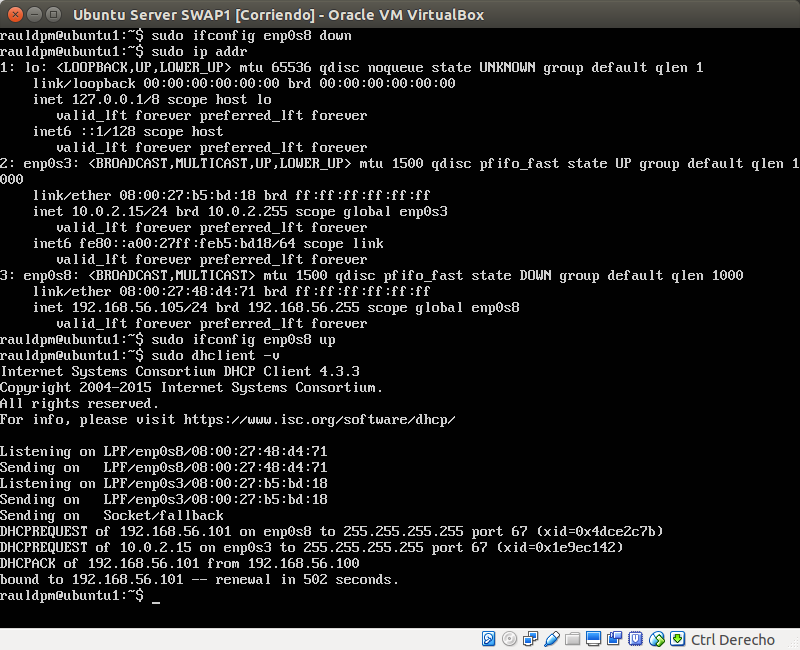 Ubuntu Server SWAP1 [Corriendo] - Oracle VM VirtualBox
rauldpm@ubuntu1:~$ sudo ifconfig enp0s8 down
rauldpm@ubuntu1:~$ sudo ip addr
1: lo: <LOOPBACK,UP,LOWER_UP> mtu 65536 qdisc noqueue state UNKNOWN group default qlen 1
    link/loopback 00:00:00:00:00:00 brd 00:00:00:00:00:00
    inet 127.0.0.1/8 scope host lo
       valid_lft forever preferred_lft forever
    inet6 ::1/128 scope host
       valid_lft forever preferred_lft forever
2: enp0s3: <BROADCAST,MULTICAST,UP,LOWER_UP> mtu 1500 qdisc pfifo_fast state UP group default qlen 1
000
    link/ether 08:00:27:b5:bd:18 brd ff:ff:ff:ff:ff:ff
    inet 10.0.2.15/24 brd 10.0.2.255 scope global enp0s3
       valid_lft forever preferred_lft forever
    inet6 fe80::a00:27ff:feb5:bd18/64 scope link
       valid_lft forever preferred_lft forever
3: enp0s8: <BROADCAST,MULTICAST> mtu 1500 qdisc pfifo_fast state DOWN group default qlen 1000
    link/ether 08:00:27:48:d4:71 brd ff:ff:ff:ff:ff:ff
    inet 192.168.56.105/24 brd 192.168.56.255 scope global enp0s8
       valid_lft forever preferred_lft forever
rauldpm@ubuntu1:~$ sudo ifconfig enp0s8 up
rauldpm@ubuntu1:~$ sudo dhclient -v
Internet Systems Consortium DHCP Client 4.3.3
Copyright 2004-2015 Internet Systems Consortium.
All rights reserved.
For info, please visit https://www.isc.org/software/dhcp/
Listening on LPF/enp0s8/08:00:27:48:d4:71
Sending on   LPF/enp0s8/08:00:27:48:d4:71
Listening on LPF/enp0s3/08:00:27:b5:bd:18
Sending on   LPF/enp0s3/08:00:27:b5:bd:18
Sending on   Socket/fallback
DHCPREQUEST of 192.168.56.101 on enp0s8 to 255.255.255.255 port 67 (xid=0x4dce2c7b)
DHCPREQUEST of 10.0.2.15 on enp0s3 to 255.255.255.255 port 67 (xid=0x1e9ec142)
DHCPACK of 192.168.56.101 from 192.168.56.100
bound to 192.168.56.101 -- renewal in 502 seconds.
rauldpm@ubuntu1:~$ _
Ctrl Derecho